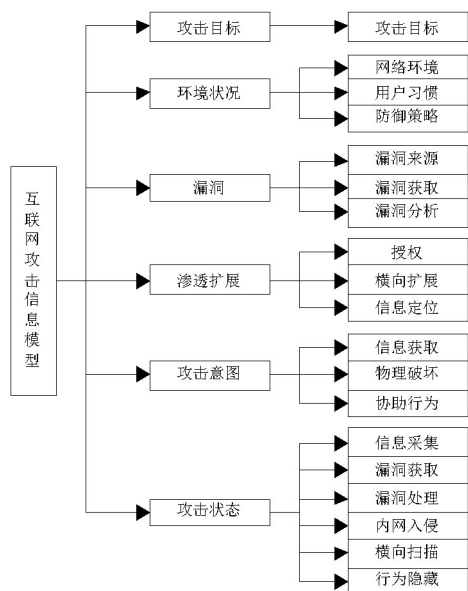 互联网攻击信息模型
攻击目标
攻击目标
环境状况
网络环境
用户习惯
防御策略
漏洞
漏洞来源
漏洞获取
漏洞分析
渗透扩展
授权
横向扩展
信息定位
攻击意图
信息获取
物理破坏
协助行为
攻击状态
信息采集
漏洞获取
漏洞处理
内网入侵
横向扫描
行为隐藏